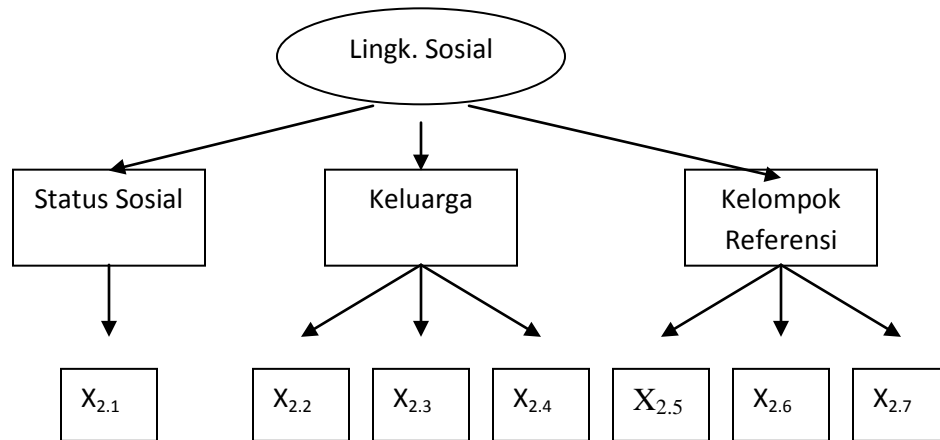 Lingk. Sosial
Status Sosial
Keluarga
Kelompok
Referensi
X2.1
X2.2
X2.3
X2.4
X2.5
X2.6
X2.7